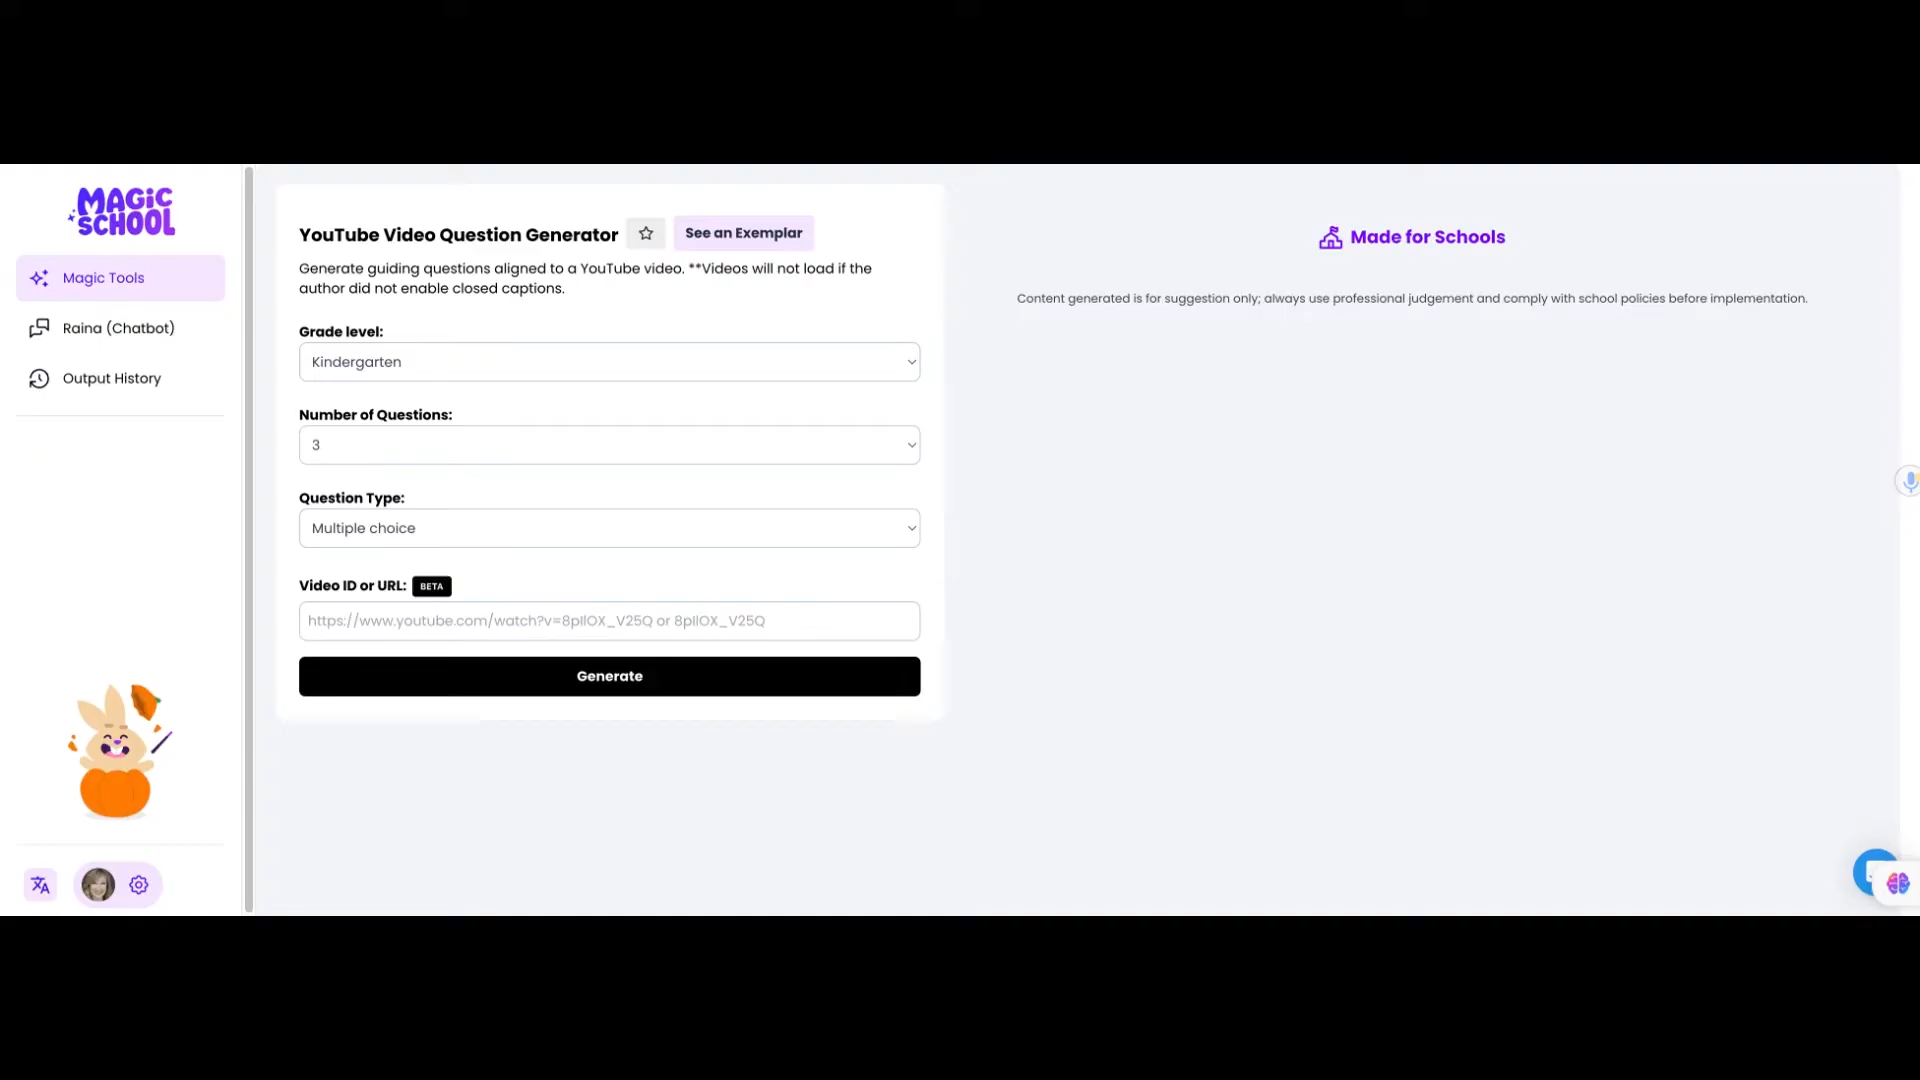 MAGIC
SCHOOL
Magic Tools
Raina (Chatbot)
Output History
YouTube Video Question Generator
See an Exemplar
Generate guiding questions aligned to a YouTube video. **Videos will not load if the
author did not enable closed captions.
Grade level:
Kindergarten
Number of Questions:
3
Question Type:
Multiple choice
Video ID or URL: BETA
https://www.youtube.com/watch?v=8pIlOX_V25Q or 8pIlOX_V25Q
Generate
Made for Schools
Content generated is for suggestion only; always use professional judgement and comply with school policies before implementation.